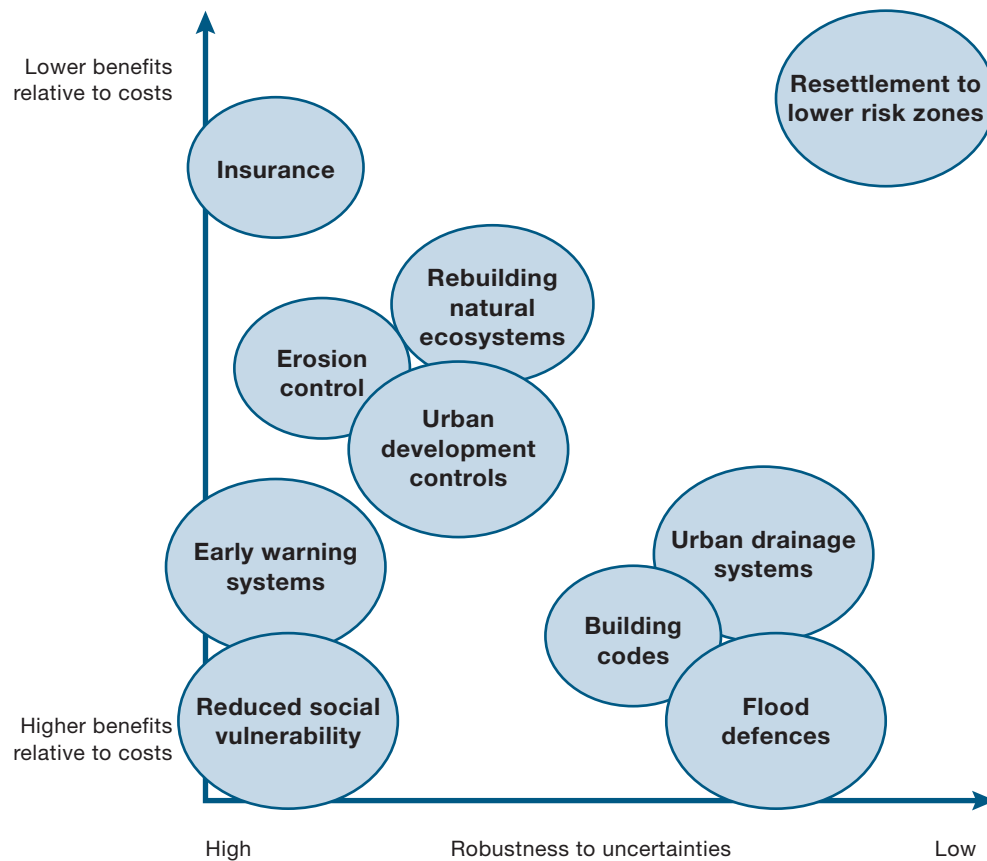 Lower benefits
relative to costs
Resettlement to
lower risk zones
Insurance
Rebuilding
natural
ecosystems
Erosion
control
Urban
development
controls
Early warning
systems
Urban drainage
systems
Building
codes
Reduced social
vulnerability
Flood
defences
Higher benefits
relative to costs
High
Robustness to uncertainties
Low